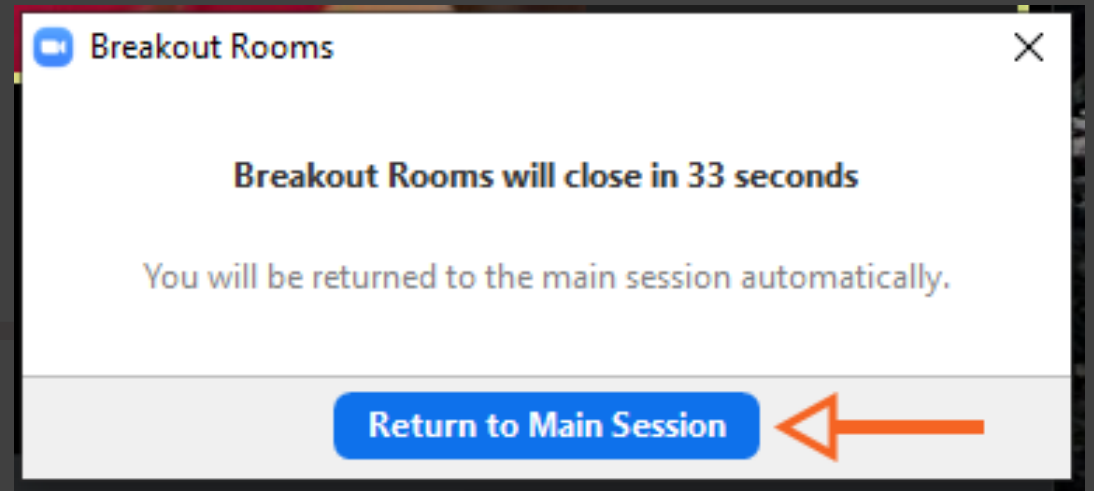 Breakout Rooms
Breakout Rooms will close in 33 seconds
You will be returned to the main session automatically.
Return to Main Session